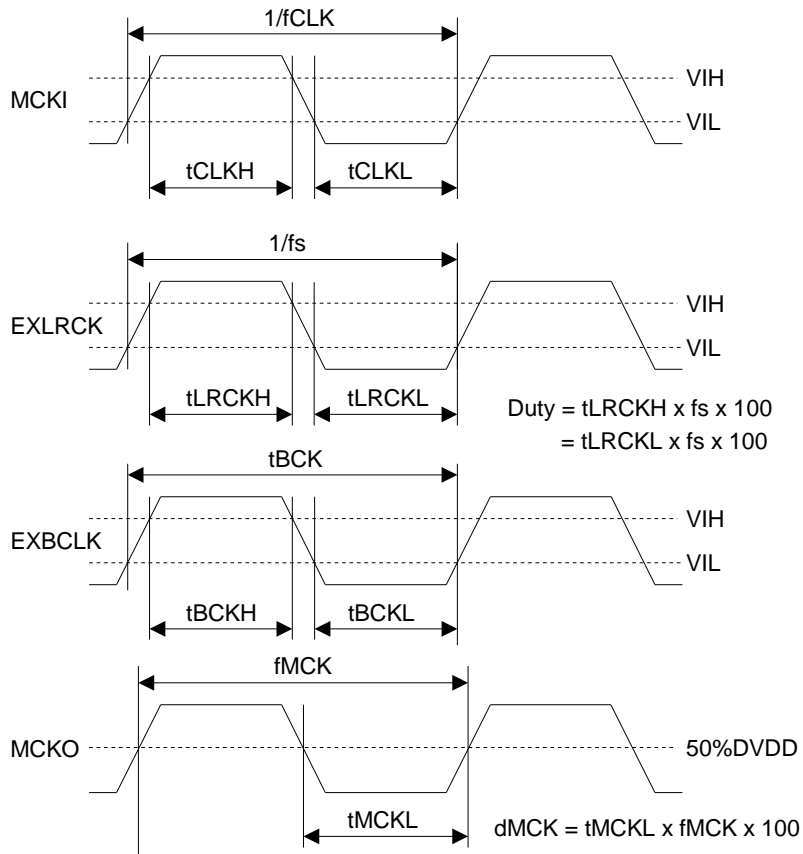 1/fCLK
MCKI
VIH
VIL
tCLKH tCLKL
1/fs
EXLRCK
VIH
VIL
tLRCKH tLRCKL
Duty = tLRCKH x fs x 100
= tLRCKL x fs x 100
tBCK
EXBCLK
VIH
VIL
tBCKH tBCKL
fMCK
MCKO
50%DVDD
tMCKL
dMCK = tMCKL x fMCK x 100